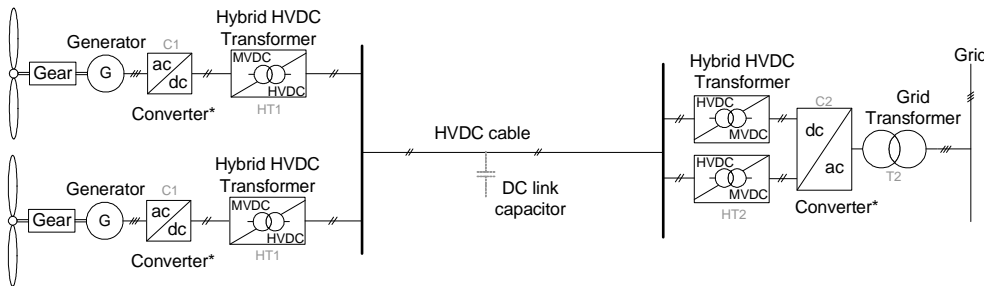 Hybrid HVDC
Transformer
Generator
C1
MVDC
Gear
G
ac
dc
HVDC
Converter*
HT1
HVDC cable
DC link
capacitor
Hybrid HVDC
Transformer
Generator
C1
MVDC
Gear
G
ac
dc
HVDC
Converter*
HT1
Hybrid HVDC
Transformer
HVDC
MVDC
HVDC
MVDC
HT2
C2
dc
ac
Converter*
Grid
Transformer
T2
Grid